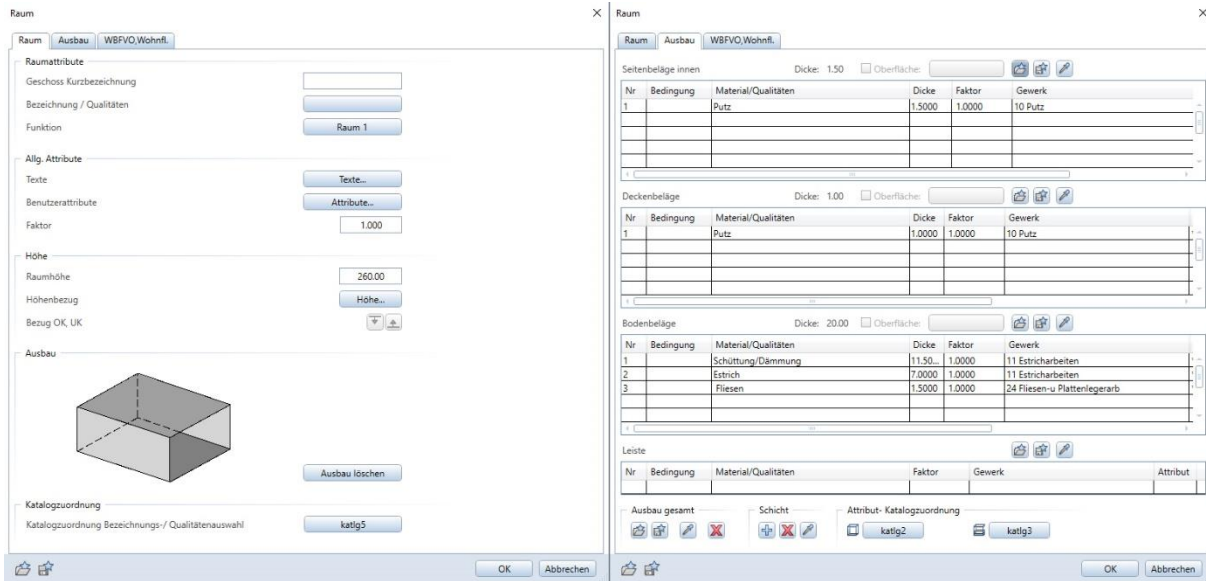 Raum
Raum Ausbau WBFVO,Wohnfl.
Raumattribute
Geschoss Kurzbezeichnung
Bezeichnung / Qualitäten
Funktion Raum 1
Allg. Attribute
Texte Texte...
Benutzerattribute Attribute...
Faktor 1.000
Höhe
Raumhöhe 260.00
Höhenbezug Höhe...
Bezug OK, UK
Ausbau
Ausbau löschen
Katalogzuordnung
Katalogzuordnung Bezeichnungs-/ Qualitätenauswahl katlg5
OK Abbrechen
Raum
Raum Ausbau WBFVO,Wohnfl.
Seitenbeläge innen Dicke: 1.50 Oberfläche:
Nr Bedingung Material/Qualitäten Dicke Faktor Gewerk
1 Putz 1.5000 1.0000 10 Putz
Deckenbeläge Dicke: 1.00 Oberfläche:
Nr Bedingung Material/Qualitäten Dicke Faktor Gewerk
1 Putz 1.0000 1.0000 10 Putz
Bodenbeläge Dicke: 20.00 Oberfläche:
Nr Bedingung Material/Qualitäten Dicke Faktor Gewerk
1 Schüttung/Dämmung 11.50... 1.0000 11 Estricharbeiten
2 Estrich 7.0000 1.0000 11 Estricharbeiten
3 Fliesen 1.5000 1.0000 24 Fliesen-u Plattenlegerarb
Leiste
Nr Bedingung Material/Qualitäten Faktor Gewerk Attribut
Ausbau gesamt Schicht Attribut- Katalogzuordnung
katlg2 katlg3
OK Abbrechen